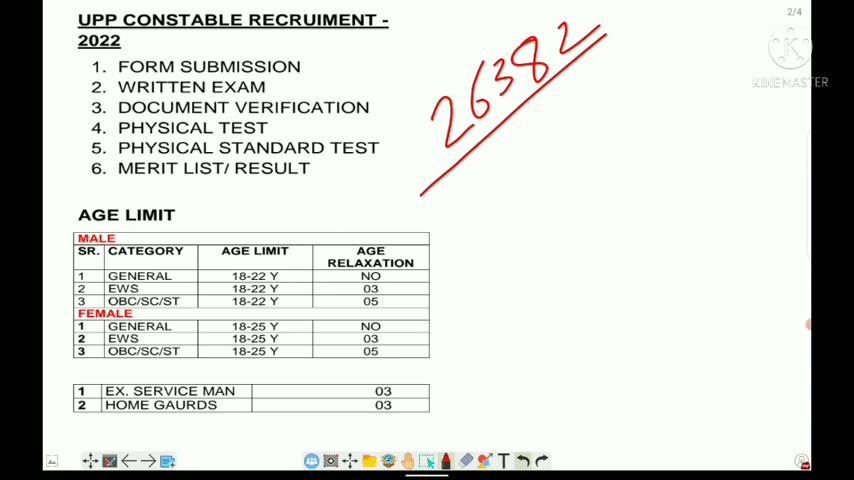 2/4
UPP CONSTABLE RECRUIMENT -
2022
1. FORM SUBMISSION
2. WRITTEN EXAM
3. DOCUMENT VERIFICATION
4. PHYSICAL TEST
5. PHYSICAL STANDARD TEST
6. MERIT LIST/ RESULT
26382
K
KINEMASTER
AGE LIMIT
MALE
SR. CATEGORY AGE LIMIT AGE
RELAXATION
1 GENERAL 18-22 Y NO
2 EWS 18-22 Y 03
3 OBC/SC/ST 18-22 Y 05
FEMALE
1 GENERAL 18-25 Y NO
2 EWS 18-25 Y 03
3 OBC/SC/ST 18-25 Y 05
1 EX. SERVICE MAN 03
2 HOME GAURDS 03
T